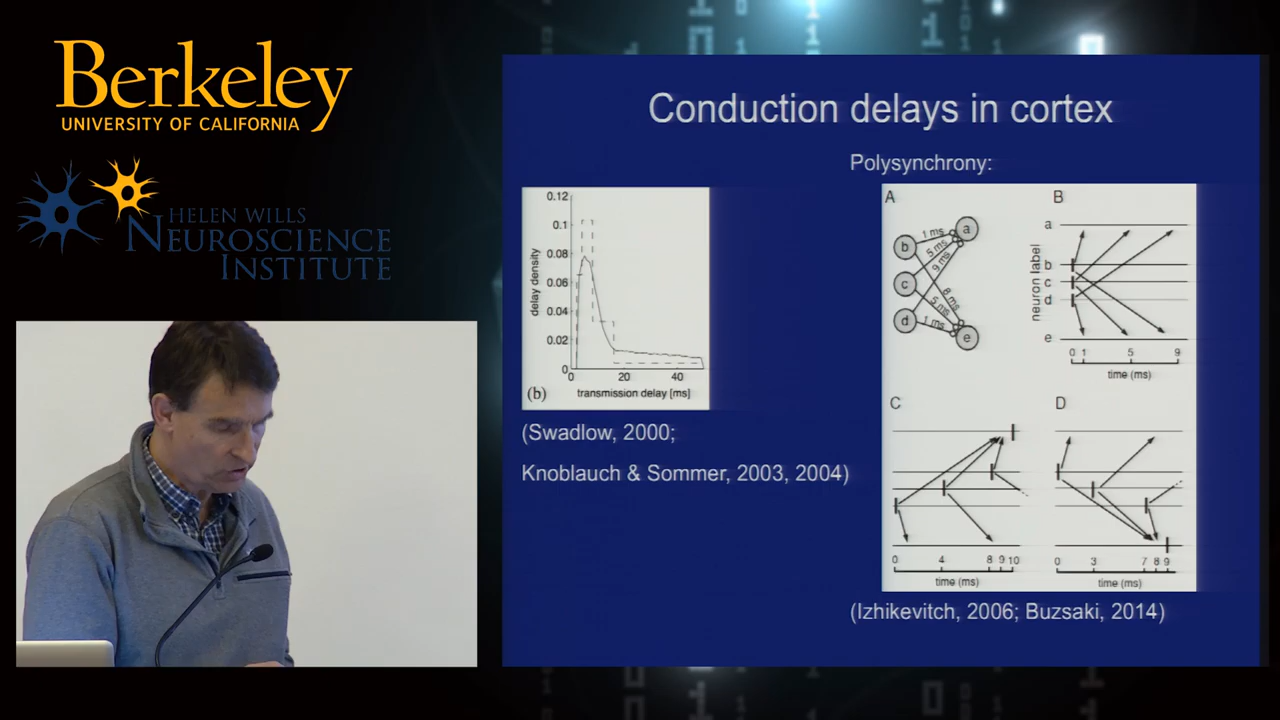 Berkeley
UNIVERSITY OF CALIFORNIA
HELEN WILLS
NEUROSCIENCE
INSTITUTE
Conduction delays in cortex
Polysynchrony:
0.12
0.1
0.08
0.06
0.04
0.02
0
delay density
0 20 40
(b) transmission delay [ms]
(Swadlow, 2000;
Knoblauch & Sommer, 2003, 2004)
A
b
c
d
a
e
1 ms
5 ms
9 ms
8 ms
5 ms
1 ms
B
neuron label
a
b
c
d
e
0 1 5 9
time (ms)
C
0 4 8 9 10
time (ms)
D
0 3 7 8 9
time (ms)
(Izhikevitch, 2006; Buzsaki, 2014)